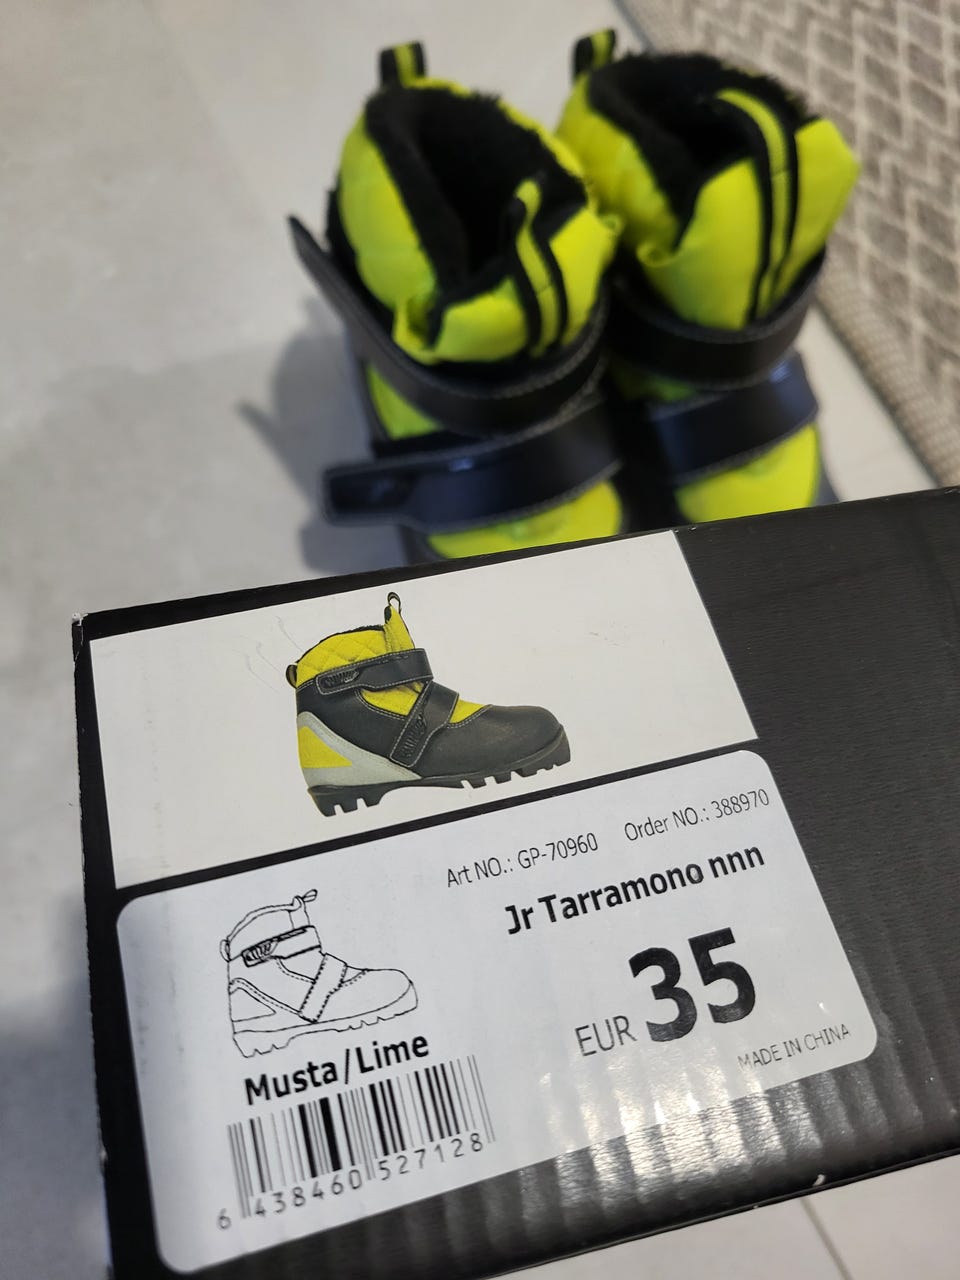 Art NO.: GP-70960 Order NO.: 388970
Jr Tarramono nnn
EUR 35
MADE IN CHINA
Musta/Lime
6 438460 527128